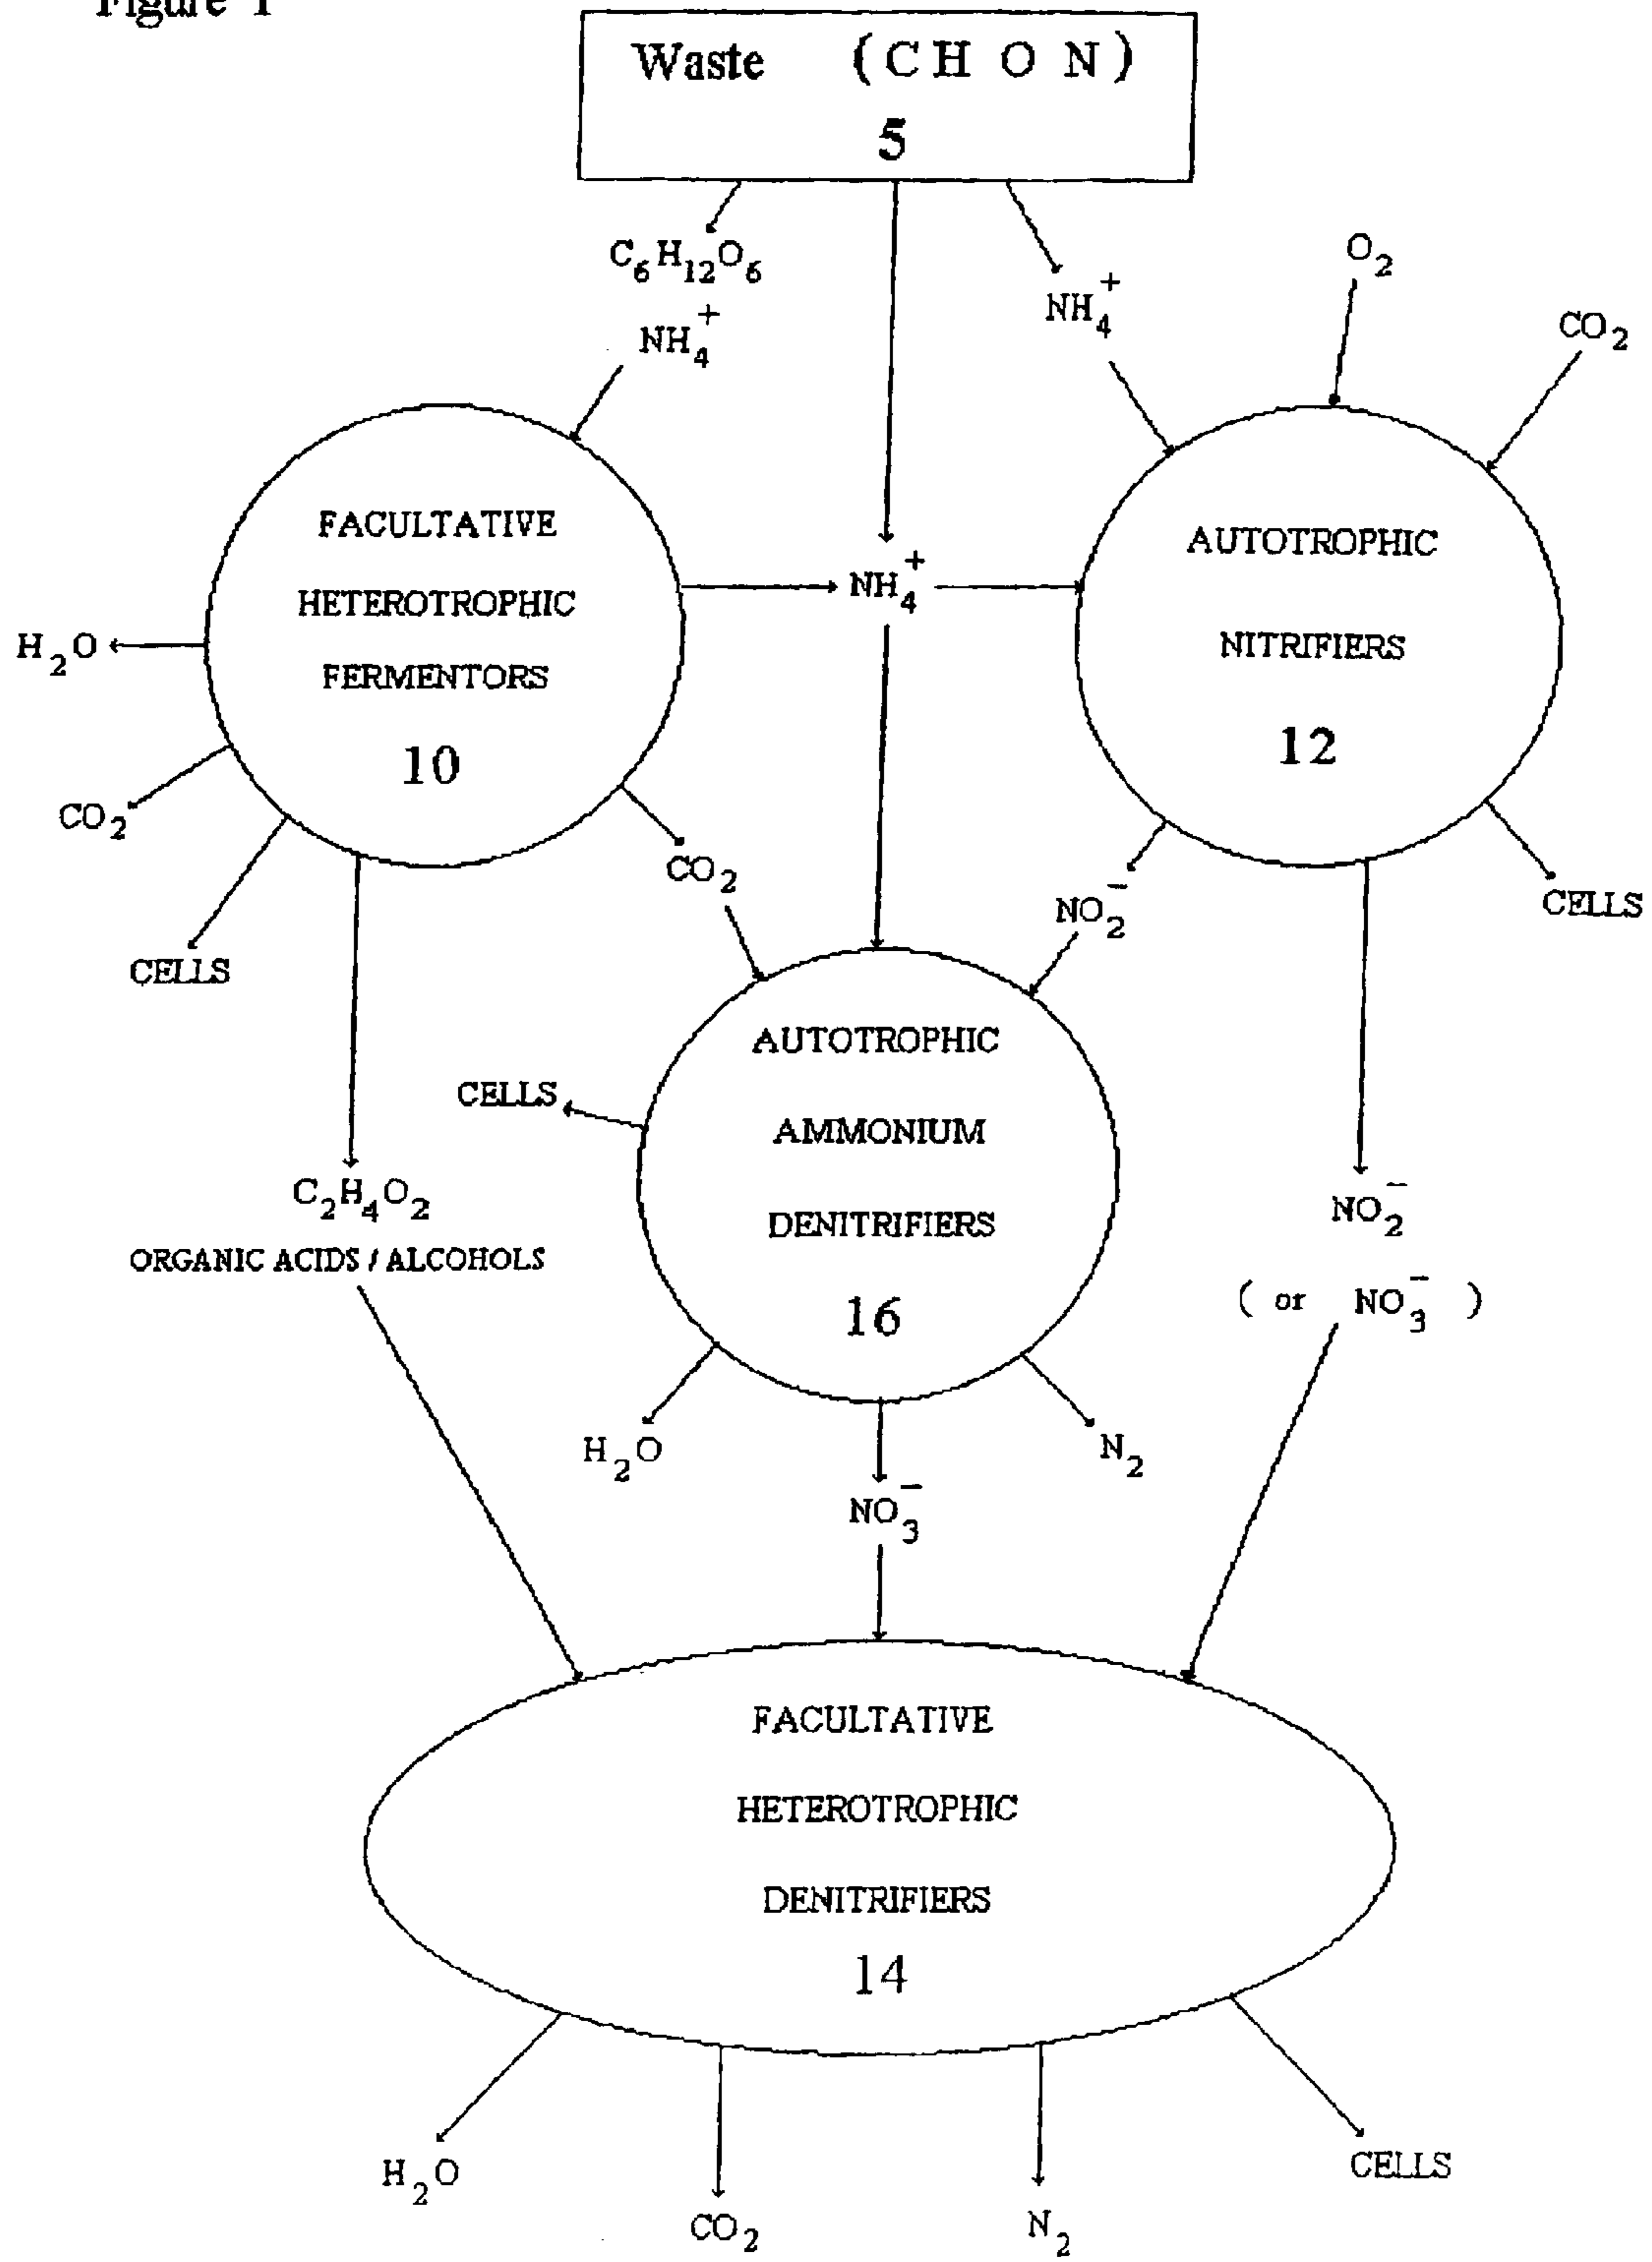 Figure 1
Waste (CHON)
5
C₆H₁₂O₆
NH₄⁺
NH₄⁺
O₂
CO₂
FACULTATIVE
HETEROTROPHIC
FERMENTORS
10
NH₄⁺
AUTOTROPHIC
NITRIFIERS
12
H₂O
CO₂
CELLS
CO₂
NO₂⁻
CELLS
AUTOTROPHIC
AMMONIUM
DENITRIFIERS
16
CELLS
C₂H₄O₂
ORGANIC ACIDS / ALCOHOLS
NO₂⁻
( or NO₃⁻ )
H₂O
NO₃⁻
N₂
FACULTATIVE
HETEROTROPHIC
DENITRIFIERS
14
H₂O
CO₂
N₂
CELLS